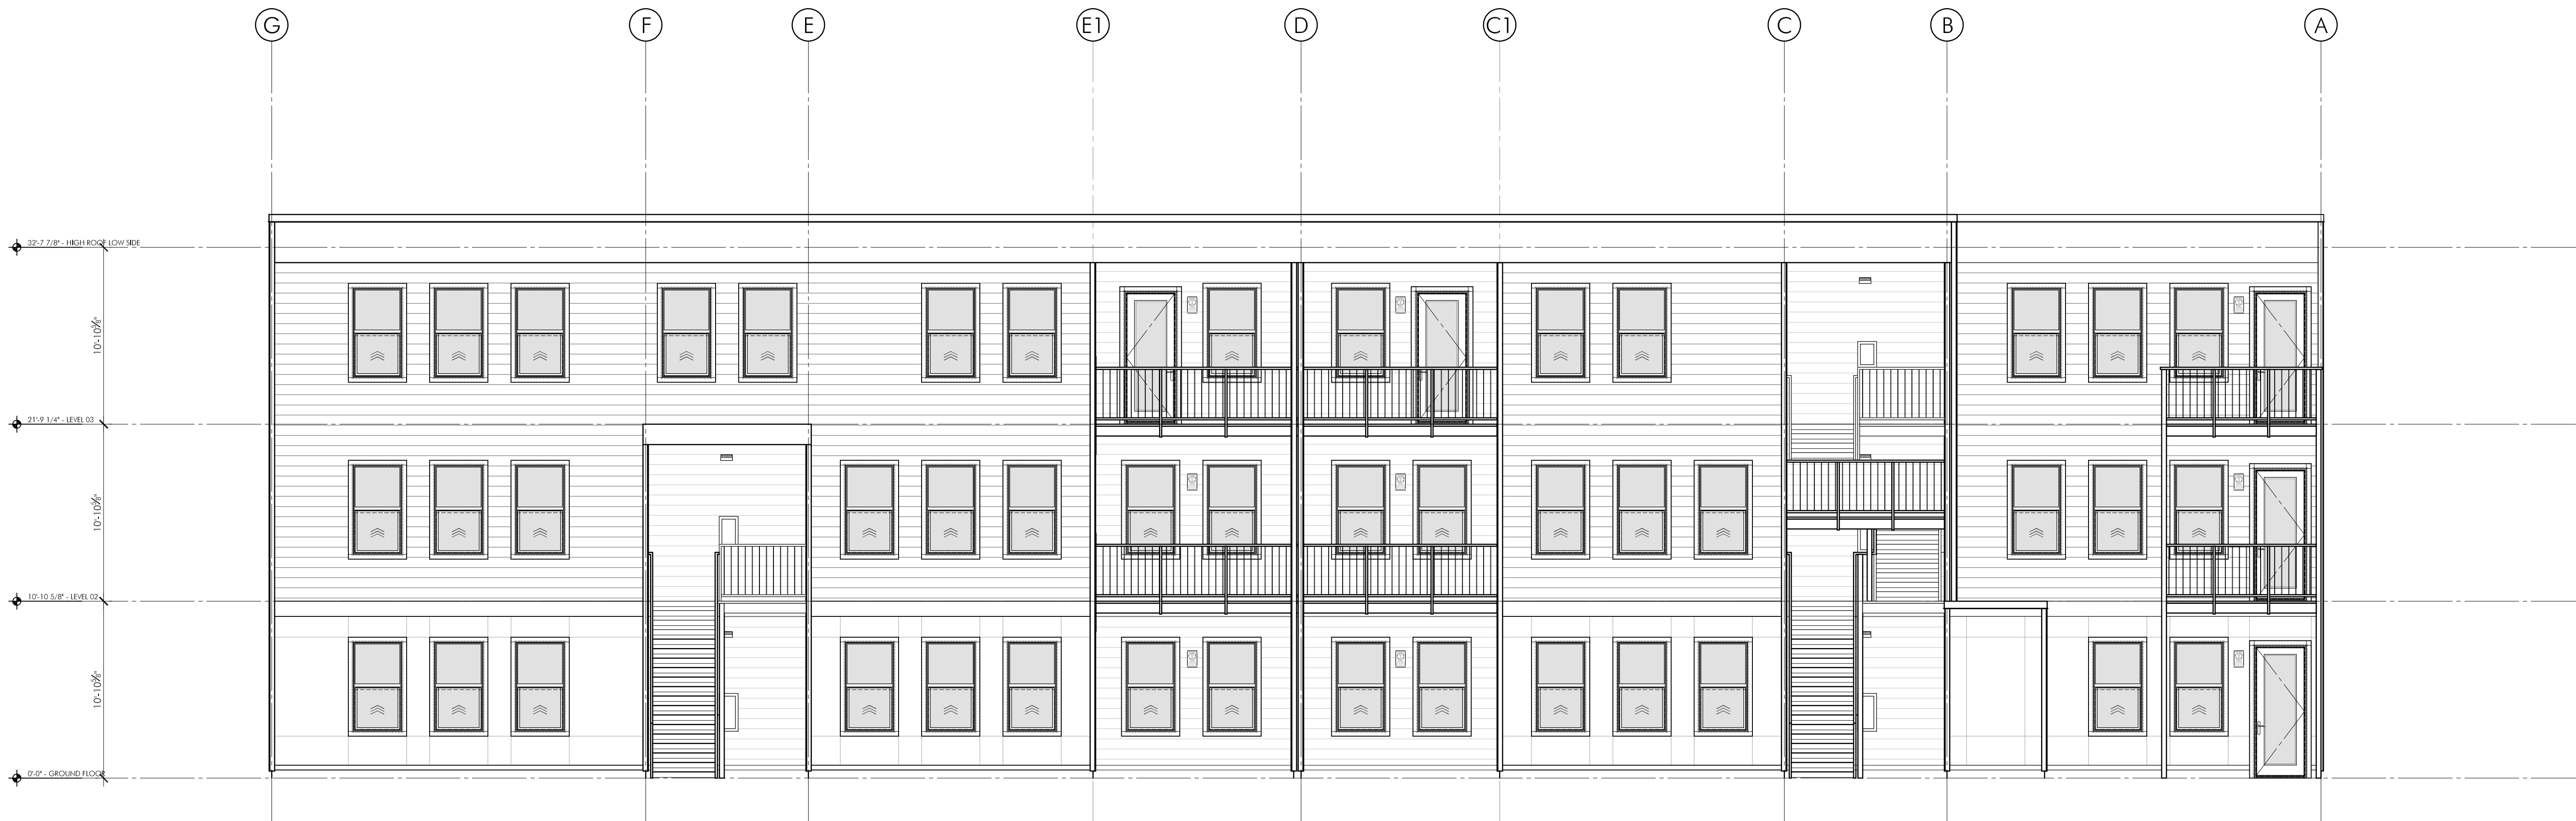 G F E E1 D C1 C B A
32'-7 7/8" - HIGH ROOF LOW SIDE
10'-10⅝"
21'-9 1/4" - LEVEL 03
10'-10⅝"
10'-10 5/8" - LEVEL 02
10'-10⅝"
0'-0" - GROUND FLOOR